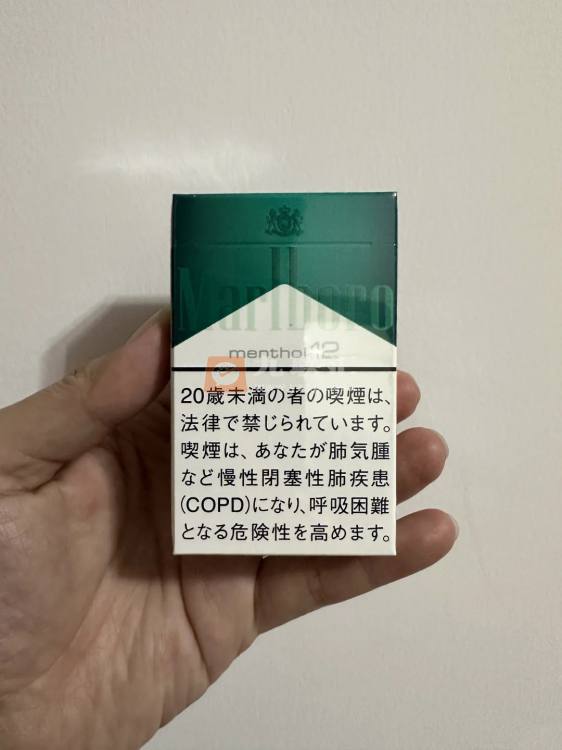 Marlboro
menthol 12
20歳未満の者の喫煙は、
法律で禁じられています。
喫煙は、あなたが肺気腫
など慢性閉塞性肺疾患
(COPD)になり、呼吸困難
となる危険性を高めます。